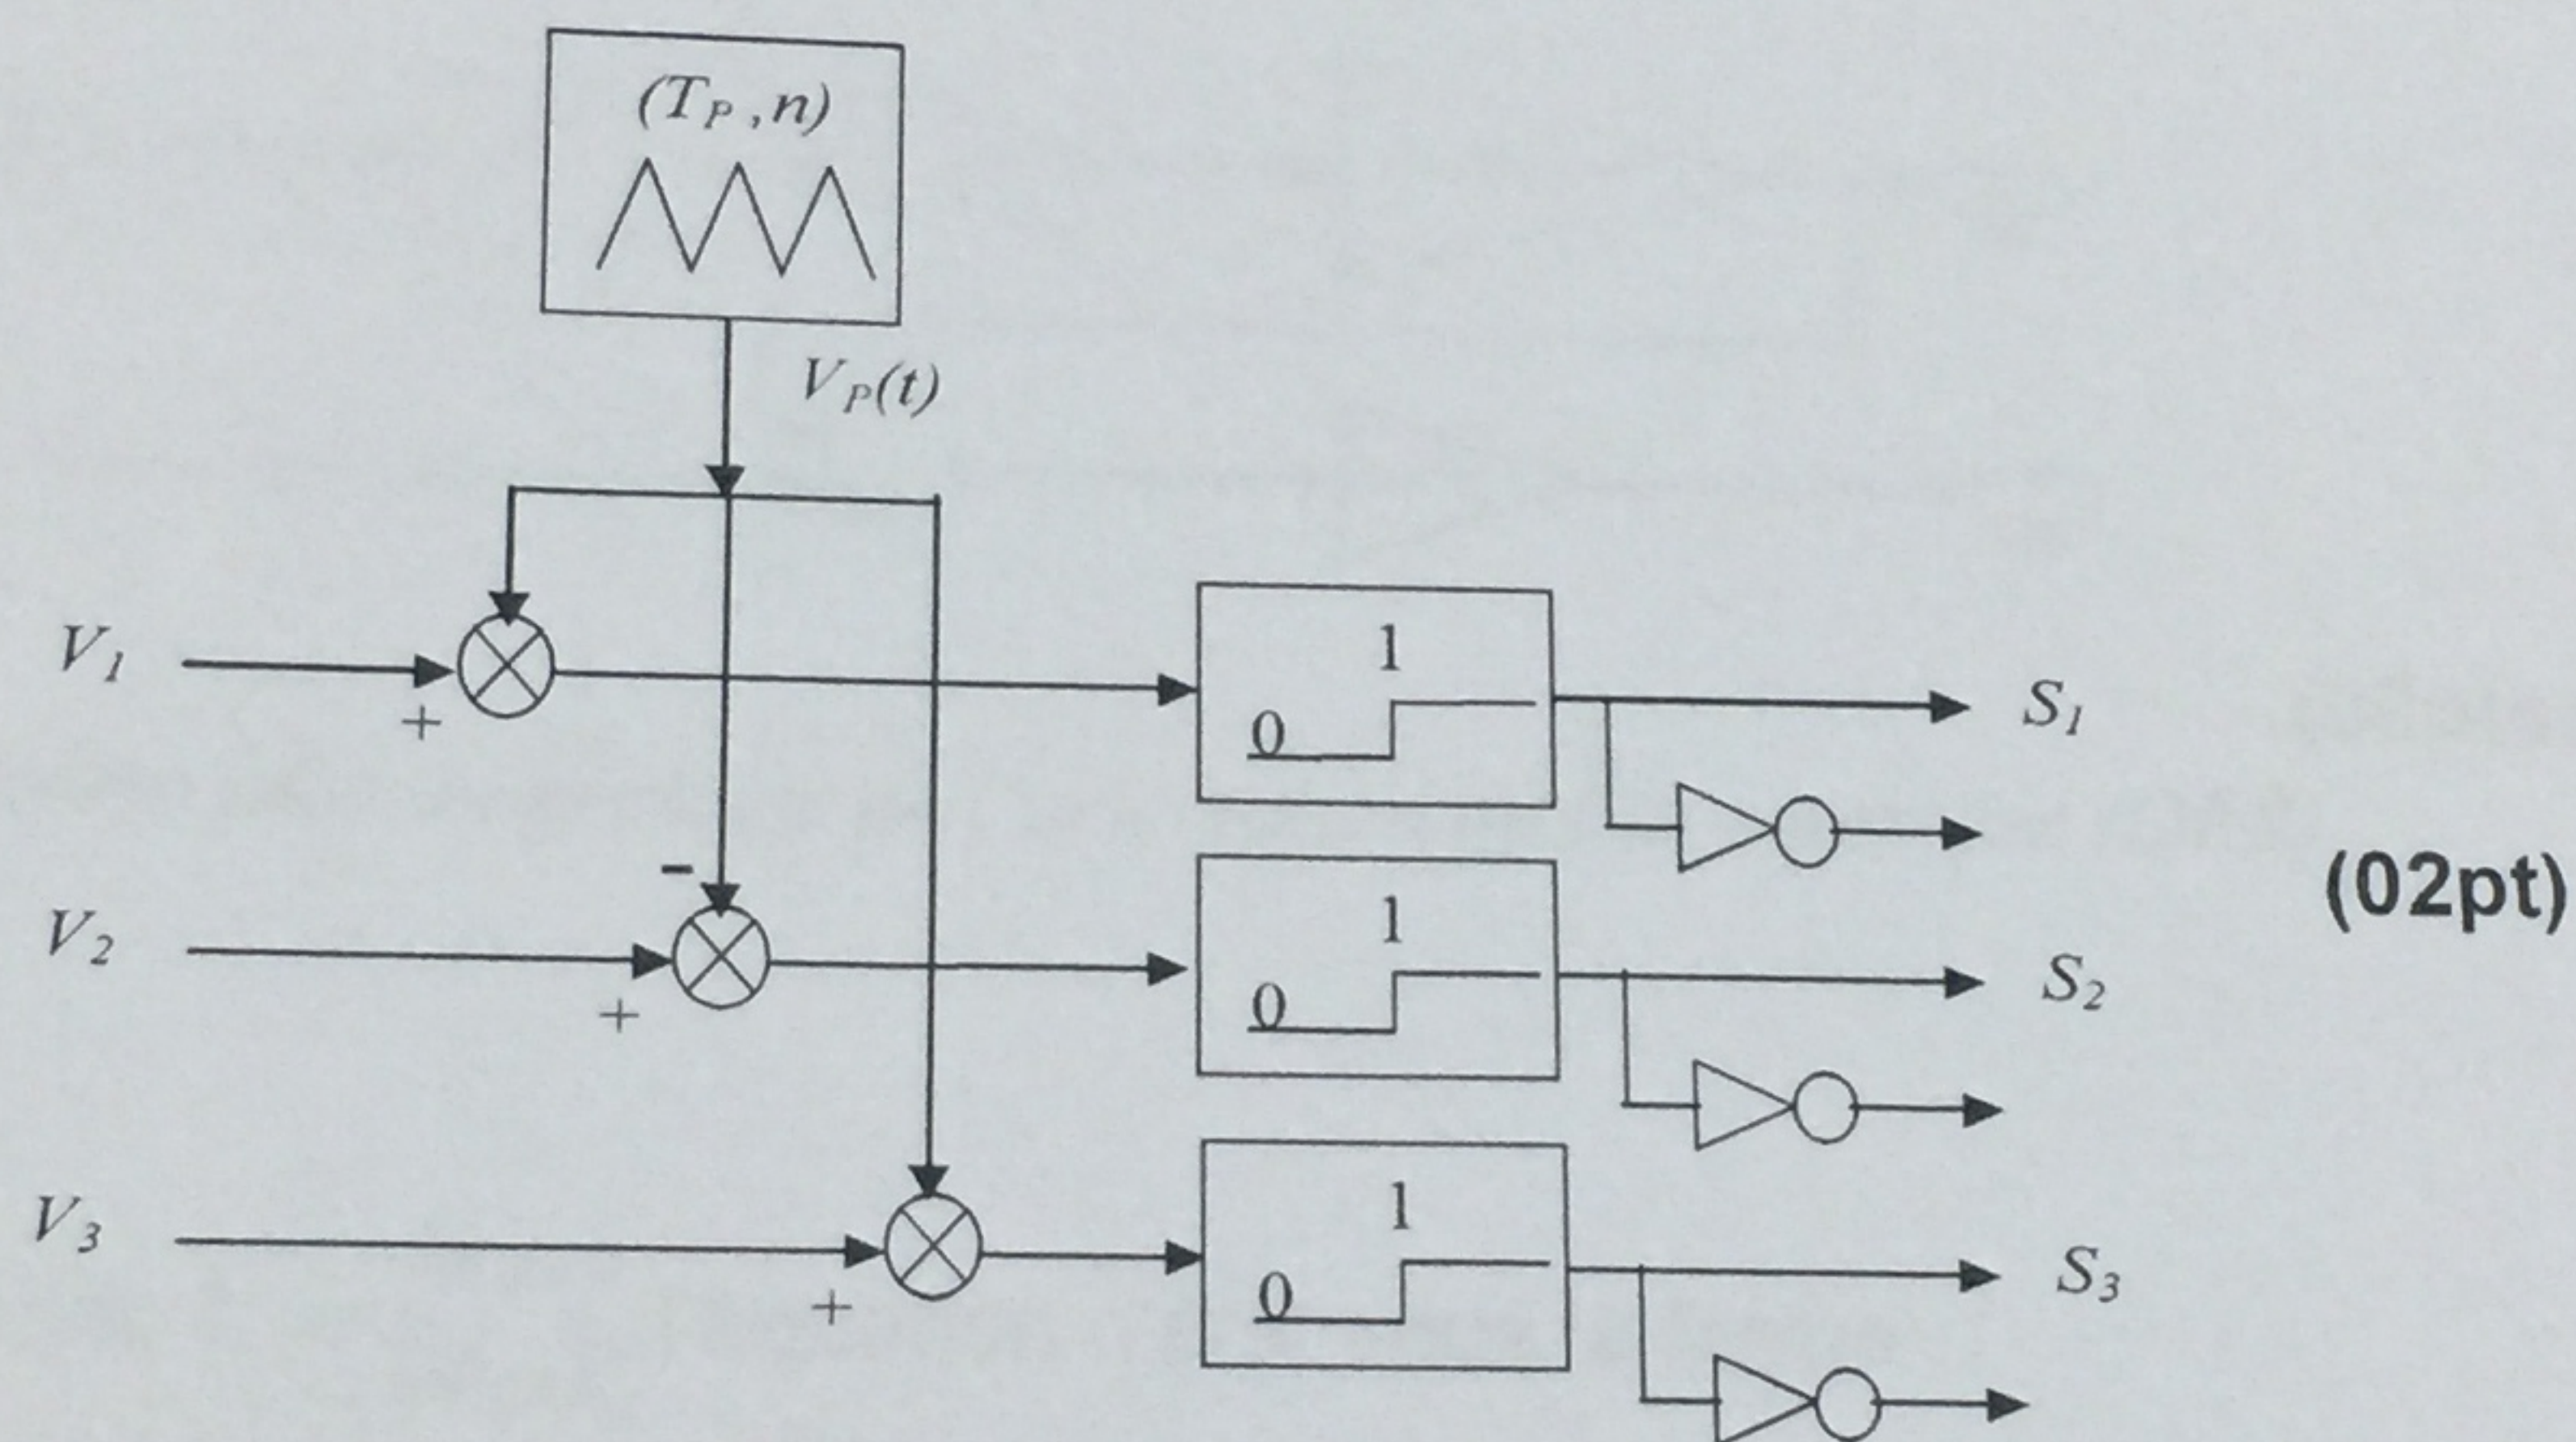 (T_P , n)
V_P(t)
V_1
+
1
0
S_1
(02pt)
-
V_2
+
1
0
S_2
V_3
+
1
0
S_3